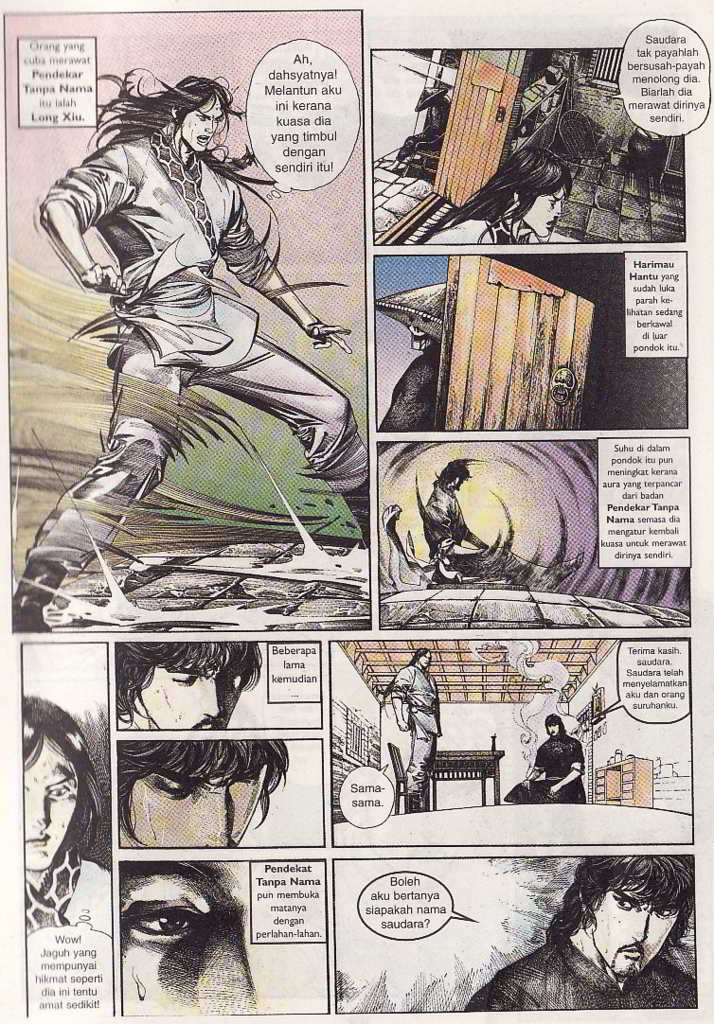 Orang yang
cuba merawat
Pendekar
Tanpa Nama
itu ialah
Long Xiu.
Ah,
dahsyatnya!
Melantun aku
ini kerana
kuasa dia
yang timbul
dengan
sendiri itu!
Saudara
tak payahlah
bersusah-payah
menolong dia.
Biarlah dia
merawat dirinya
sendiri.
Harimau
Hantu yang
sudah luka
parah ke-
lihatan sedang
berkawal
di luar
pondok itu.
Suhu di dalam
pondok itu pun
meningkat kerana
aura yang terpancar
dari badan
Pendekar Tanpa
Nama semasa dia
mengatur kembali
kuasa untuk merawat
dirinya sendiri.
Wow!
Jaguh yang
mempunyai
hikmat seperti
dia ini tentu
amat sedikit!
Beberapa
lama
kemudian
...
Pendekat
Tanpa Nama
pun membuka
matanya
dengan
perlahan-lahan.
Terima kasih.
saudara.
Saudara telah
menyelamatkan
aku dan orang
suruhanku.
Sama-
sama.
Boleh
aku bertanya
siapakah nama
saudara?